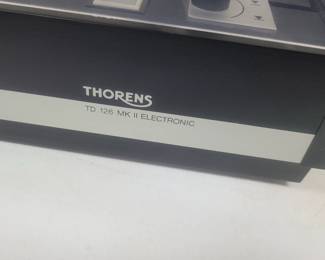 THORENS
TD 126 MK II ELECTRONIC